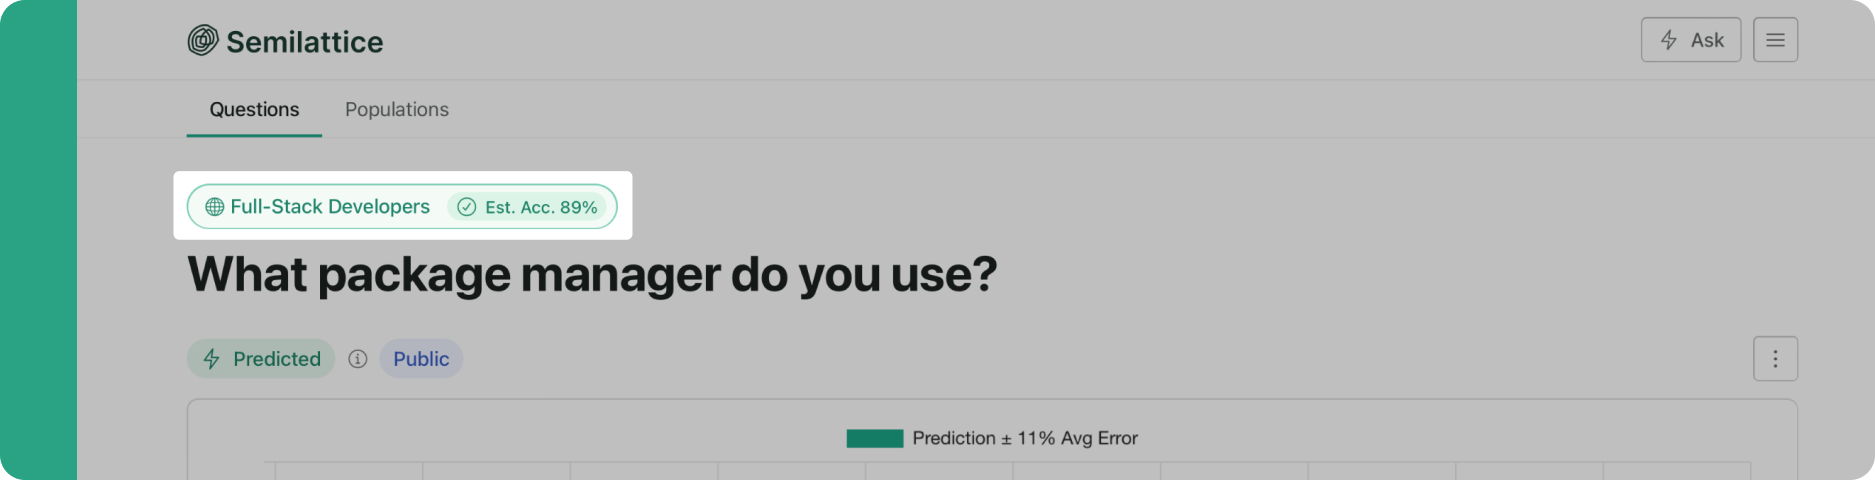 Semilattice
Ask
Questions Populations
Full-Stack Developers Est. Acc. 89%
What package manager do you use?
Predicted Public
Prediction ± 11% Avg Error